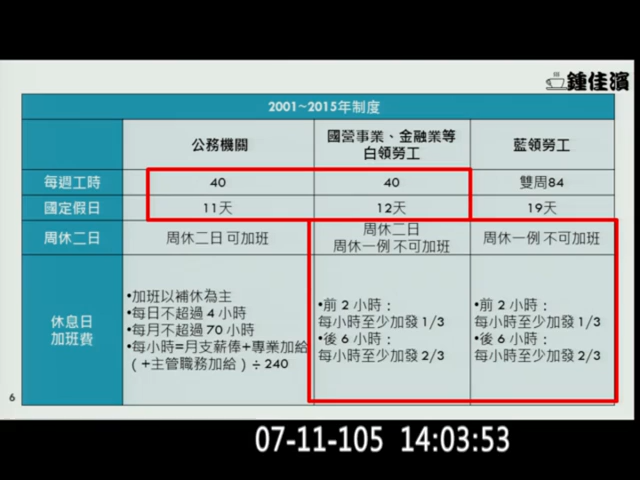 鍾佳濱
2001~2015年制度
公務機關
國營事業、金融業等
白領勞工
藍領勞工
每週工時
40
40
雙周84
國定假日
11天
12天
19天
周休二日
周休二日 可加班
周休二日
周休一例 不可加班
周休一例 不可加班
休息日
加班費
•加班以補休為主
•每日不超過 4 小時
•每月不超過 70 小時
•每小時=月支薪俸+專業加給
（+主管職務加給）÷ 240
•前 2 小時：
每小時至少加發 1/3
•後 6 小時：
每小時至少加發 2/3
•前 2 小時：
每小時至少加發 1/3
•後 6 小時：
每小時至少加發 2/3
6
07-11-105 14:03:53